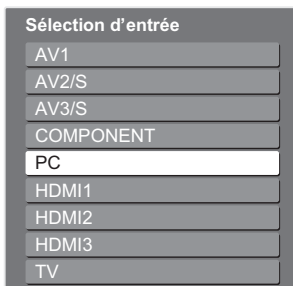 Sélection d’entrée
AV1
AV2/S
AV3/S
COMPONENT
PC
HDMI1
HDMI2
HDMI3
TV